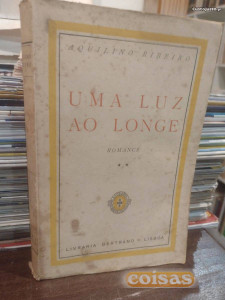 AQUILINO RIBEIRO
UMA LUZ
AO LONGE
ROMANCE
LIVRARIA BERTRAND • LISBOA
coisas